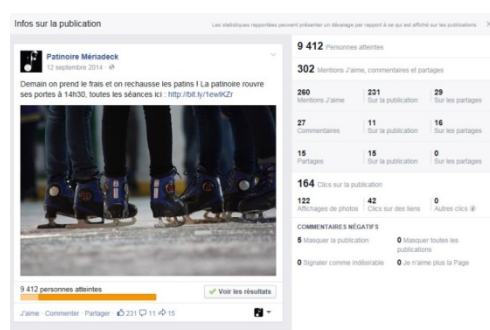 Infos sur la publication
Les statistiques rapportées peuvent présenter un décalage par rapport à ce qui est affiché sur les publications
Patinoire Mériadeck
12 septembre 2014
Demain on prend le frais et on rechausse les patins ! La patinoire rouvre
ses portes à 14h30, toutes les séances ici : http://bit.ly/1ewlKZr
9 412 personnes atteintes
Voir les résultats
J'aime · Commenter · Partager · 231 11 15
9 412 Personnes atteintes
302 Mentions J'aime, commentaires et partages
260 231 29
Mentions J'aime Sur la publication Sur les partages
27 11 16
Commentaires Sur la publication Sur les partages
15 15 0
Partages Sur la publication Sur les partages
164 Clics sur la publication
122 42 0
Affichages de photos Clics sur des liens Autres clics
COMMENTAIRES NÉGATIFS
5 Masquer la publication 0 Masquer toutes les publications
0 Signaler comme indésirable 0 Je n'aime plus la Page